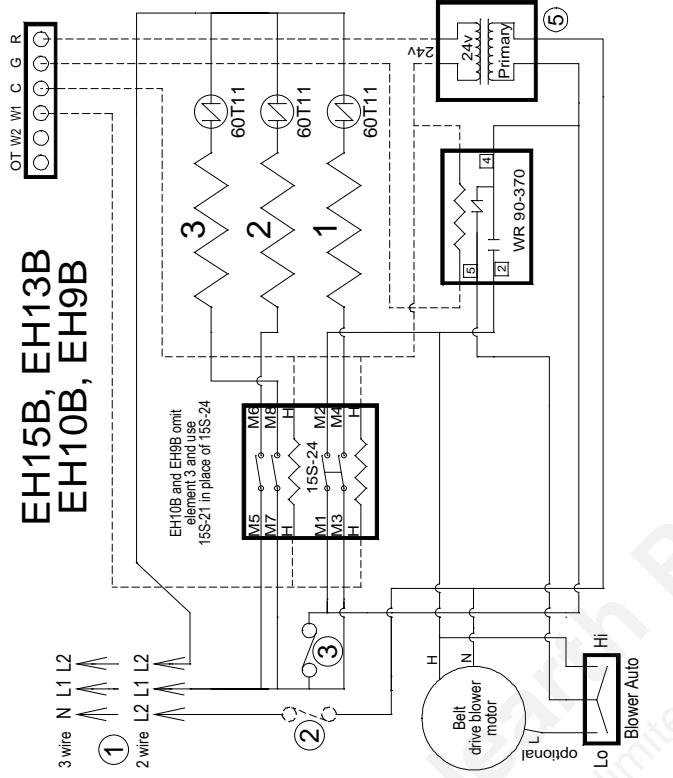 EH15B, EH13B
EH10B, EH9B
OT W2 W1 C G R
EH10B and EH9B omit
element 3 and use
15S-21 in place of 15S-24
3 wire N L1 L2
1
2 wire L2 L1 L2
2
3
M5
M7
H
M1
M3
H
M6
M8
H
M2
M4
H
15S-24
3
2
1
60T11
60T11
60T11
24v
24v
Primary
5
WR 90-370
5
2
4
H
N
L
Belt
drive blower
motor
optional
Lo
Hi
Blower Auto